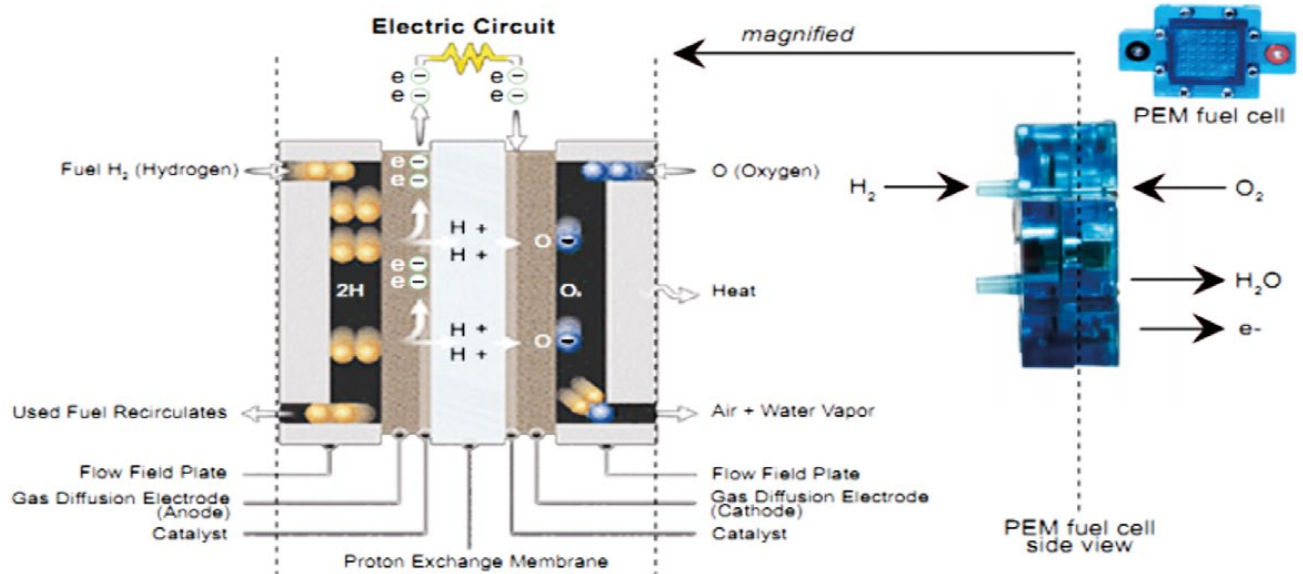 Electric Circuit
magnified
e −
e −
e −
e −
PEM fuel cell
Fuel H₂ (Hydrogen)
O (Oxygen)
e −
e −
H₂
O₂
H +
H +
O −
e −
e −
2H
O₂
Heat
H₂O
e-
H +
H +
O −
Used Fuel Recirculates
Air + Water Vapor
Flow Field Plate
Flow Field Plate
Gas Diffusion Electrode
(Anode)
Gas Diffusion Electrode
(Cathode)
Catalyst
Catalyst
Proton Exchange Membrane
PEM fuel cell
side view